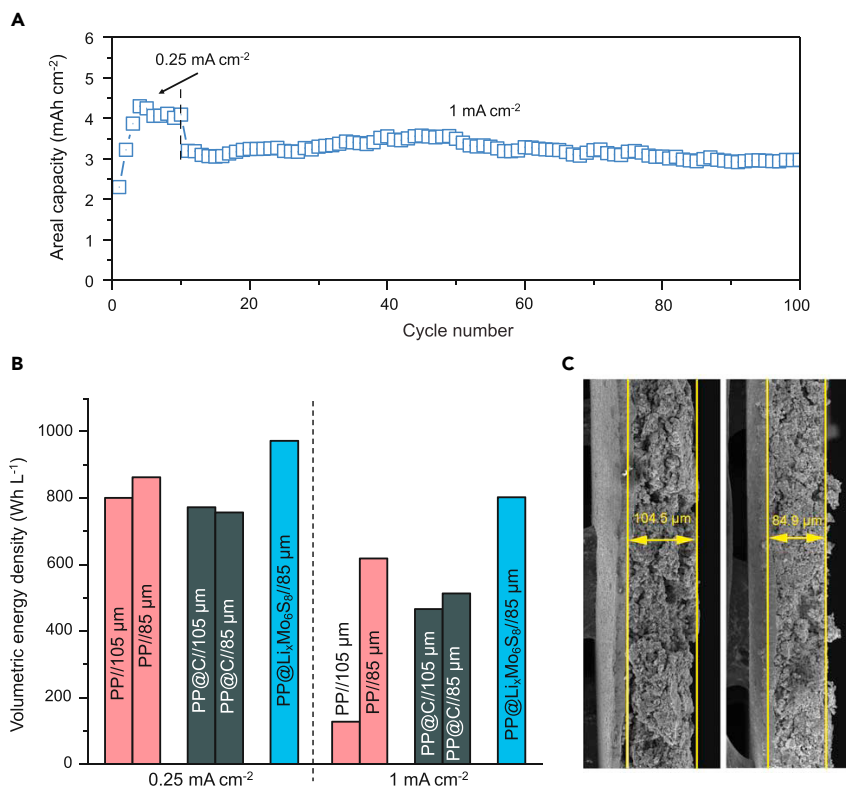 A
6
5
4
3
2
1
0
Areal capacity (mAh cm-2)
0.25 mA cm-2
1 mA cm-2
0 20 40 60 80 100
Cycle number
B
1000
800
600
400
200
0
Volumetric energy density (Wh L-1)
PP//105 µm
PP//85 µm
PP@C//105 µm
PP@C//85 µm
PP@LixMo6S8//85 µm
PP//105 µm
PP//85 µm
PP@C//105 µm
PP@C//85 µm
PP@LixMo6S8//85 µm
0.25 mA cm-2
1 mA cm-2
C
104.5 µm
84.9 µm